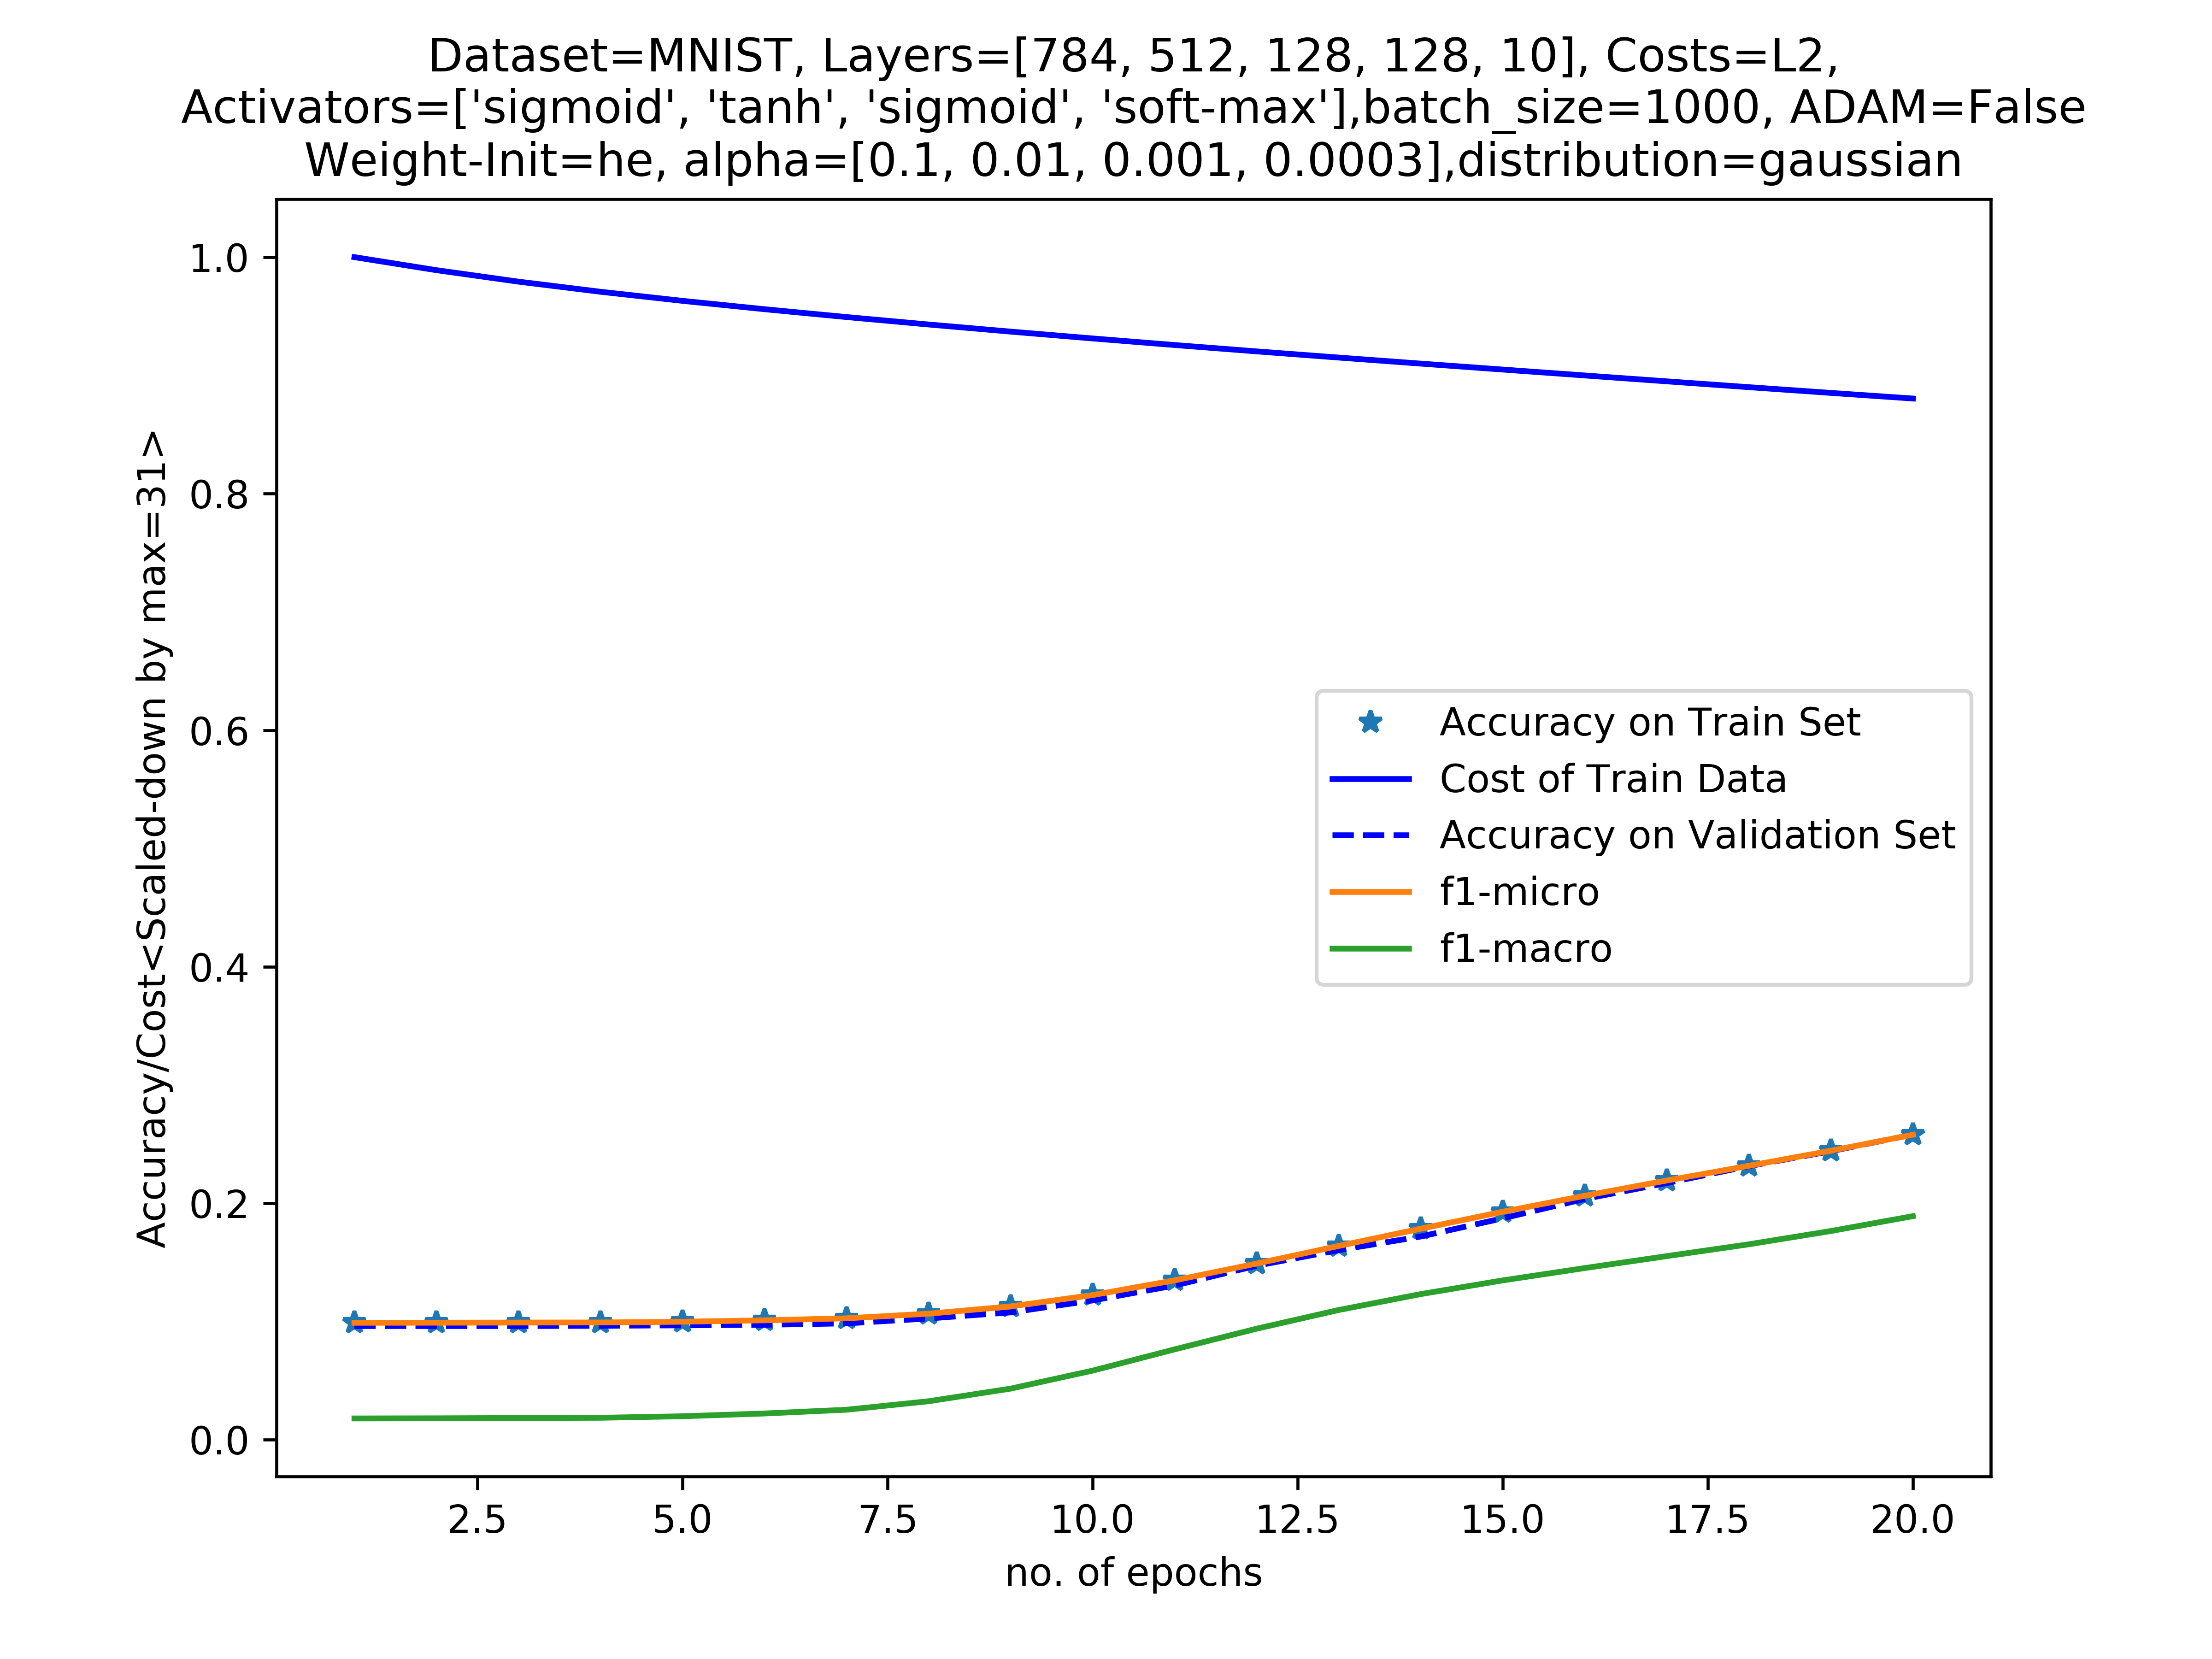 Dataset=MNIST, Layers=[784, 512, 128, 128, 10], Costs=L2,
Activators=['sigmoid', 'tanh', 'sigmoid', 'soft-max'],batch_size=1000, ADAM=False
Weight-Init=he, alpha=[0.1, 0.01, 0.001, 0.0003],distribution=gaussian
Accuracy/Cost<Scaled-down by max=31>
1.0
0.8
0.6
0.4
0.2
0.0
Accuracy on Train Set
Cost of Train Data
Accuracy on Validation Set
f1-micro
f1-macro
2.5 5.0 7.5 10.0 12.5 15.0 17.5 20.0
no. of epochs